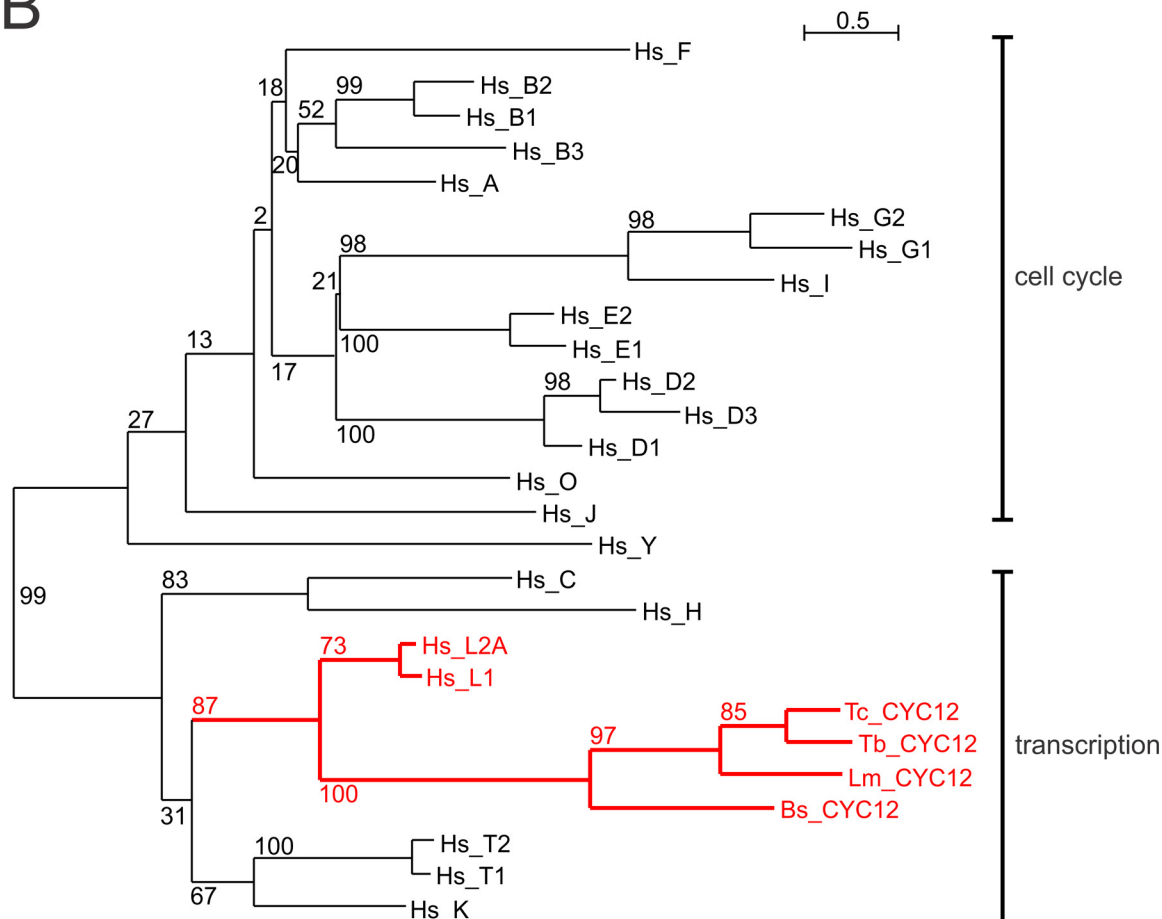 B
0.5
Hs_F
18
99
Hs_B2
52
Hs_B1
Hs_B3
20
Hs_A
2
98
Hs_G2
98
Hs_G1
21
Hs_I
cell cycle
Hs_E2
13
100
Hs_E1
17
98
Hs_D2
Hs_D3
27
100
Hs_D1
Hs_O
Hs_J
Hs_Y
99
83
Hs_C
Hs_H
73
Hs_L2A
Hs_L1
87
85
Tc_CYC12
97
Tb_CYC12
transcription
Lm_CYC12
100
Bs_CYC12
31
100
Hs_T2
Hs_T1
67
Hs_K